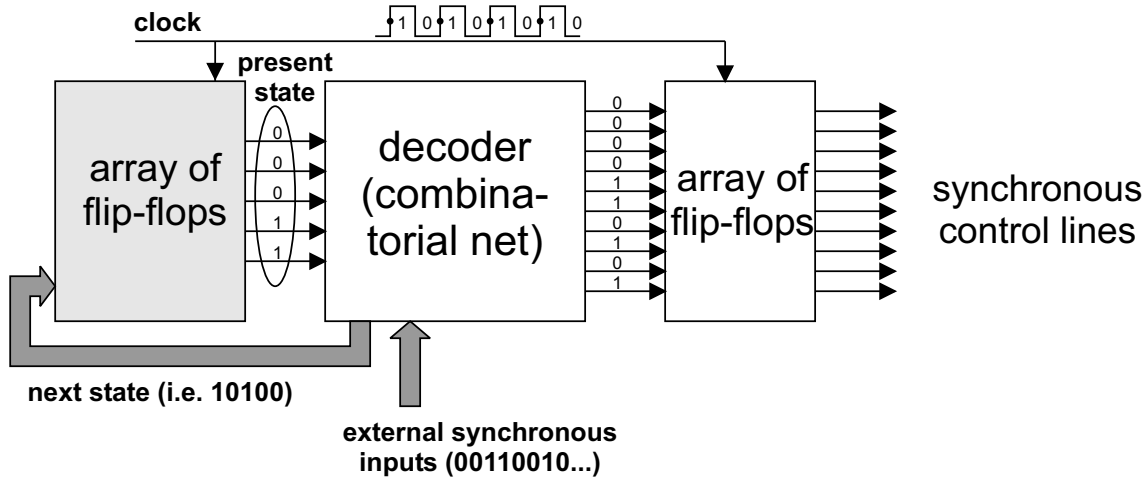 clock
1 0 1 0 1 0 1 0
present
state
array of
flip-flops
0
0
0
1
1
decoder
(combina-
torial net)
0
0
0
0
1
1
0
1
0
1
array of
flip-flops
synchronous
control lines
next state (i.e. 10100)
external synchronous
inputs (00110010...)